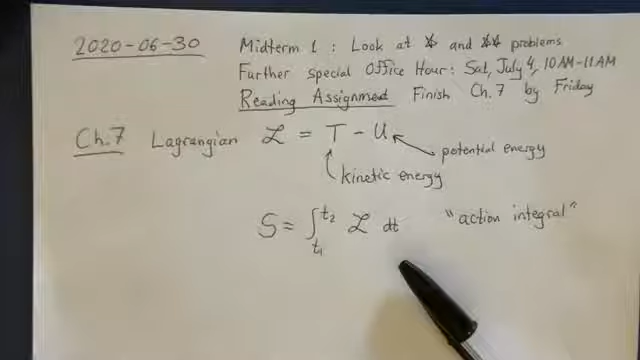 2020-06-30 Midterm 1 : Look at * and ** problems
Further special Office Hour : Sat, July 4, 10AM-11AM
Reading Assignment Finish Ch. 7 by Friday
Ch.7 Lagrangian ℒ = T - U
potential energy
kinetic energy
S = ∫_{t₁}^{t₂} ℒ dt "action integral"